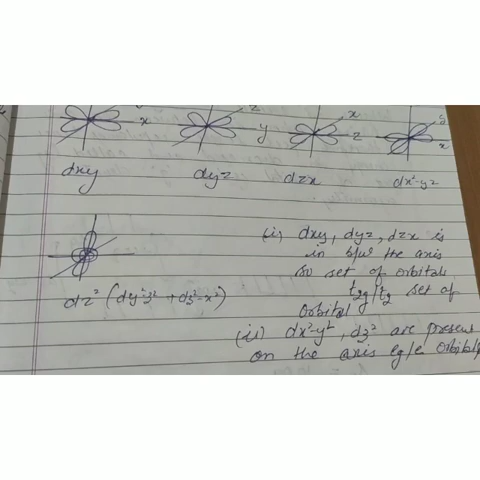 x z y x z y x
dxy dyz dzx dx²-y²
(i) dxy, dyz, dzx is
in b/w the axis
so set of orbitals
dz² (dy²-z² + dz²-x²) t2g/t2 set of
orbital
(ii) dx²-y², dz² are present
on the axis eg/e orbitals